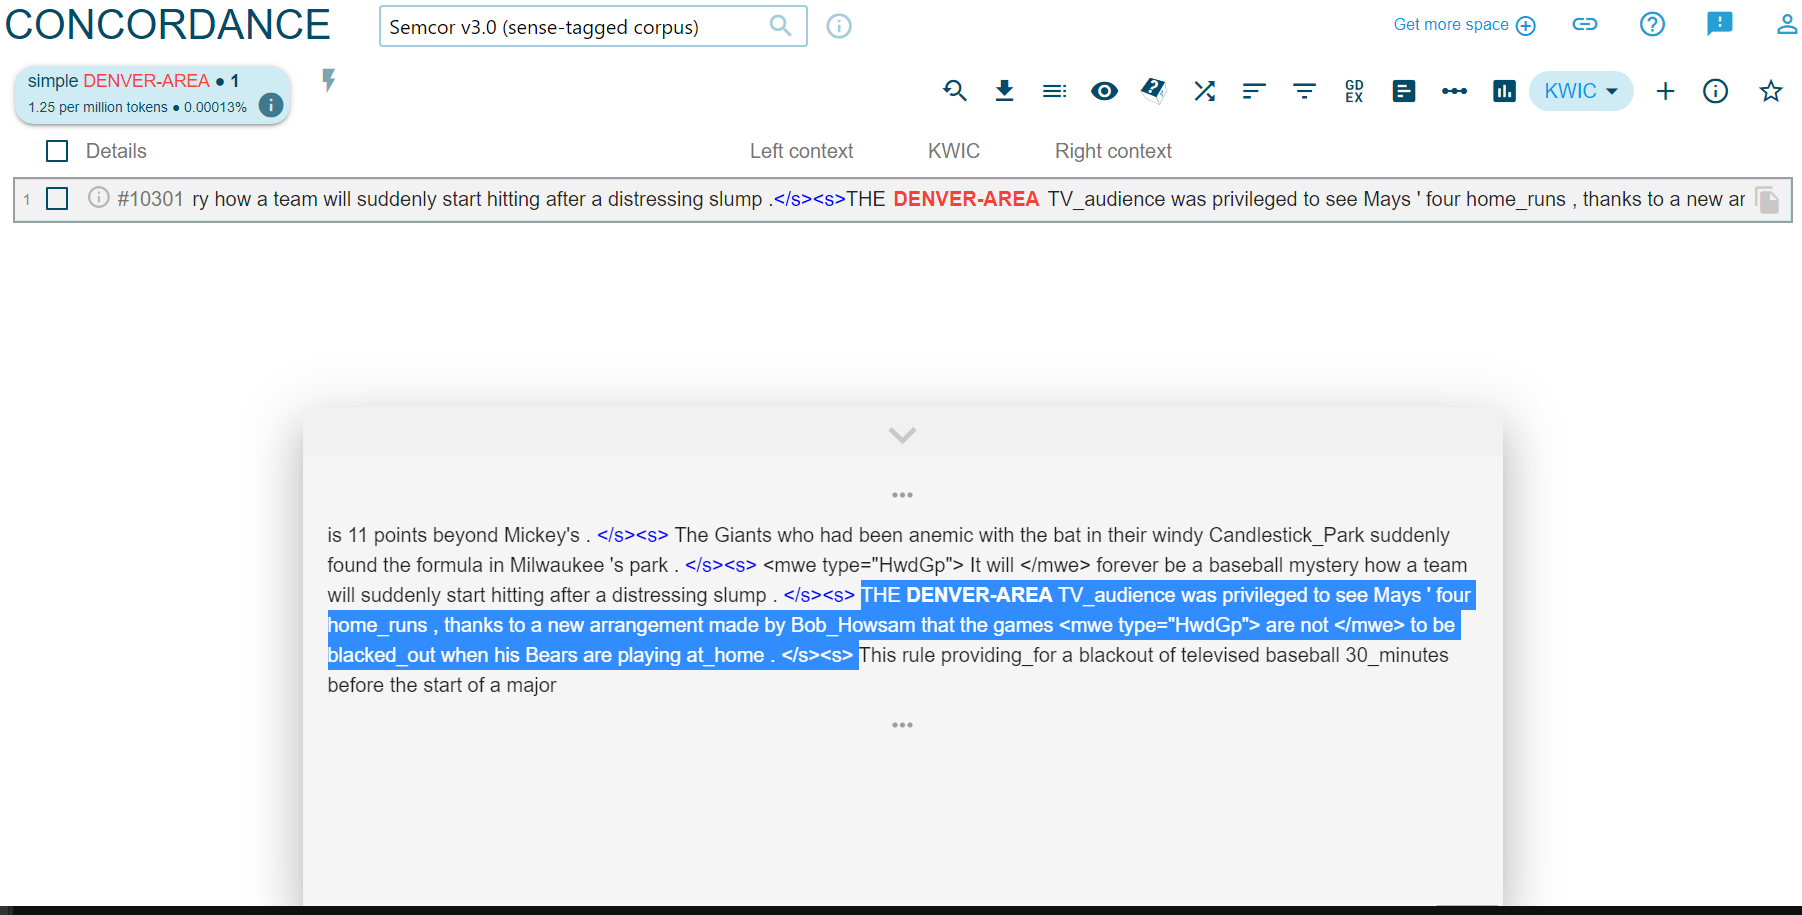 CONCORDANCE
Semcor v3.0 (sense-tagged corpus)
Get more space
simple DENVER-AREA ● 1
1.25 per million tokens ● 0.00013%
GD
EX
KWIC
Details
Left context
KWIC
Right context
1 #10301 ry how a team will suddenly start hitting after a distressing slump .</s><s>THE DENVER-AREA TV_audience was privileged to see Mays ' four home_runs , thanks to a new ar
...
is 11 points beyond Mickey's . </s><s> The Giants who had been anemic with the bat in their windy Candlestick_Park suddenly
found the formula in Milwaukee 's park . </s><s> <mwe type="HwdGp"> It will </mwe> forever be a baseball mystery how a team
will suddenly start hitting after a distressing slump . </s><s> THE DENVER-AREA TV_audience was privileged to see Mays ' four
home_runs , thanks to a new arrangement made by Bob_Howsam that the games <mwe type="HwdGp"> are not </mwe> to be
blacked_out when his Bears are playing at_home . </s><s> This rule providing_for a blackout of televised baseball 30_minutes
before the start of a major
...